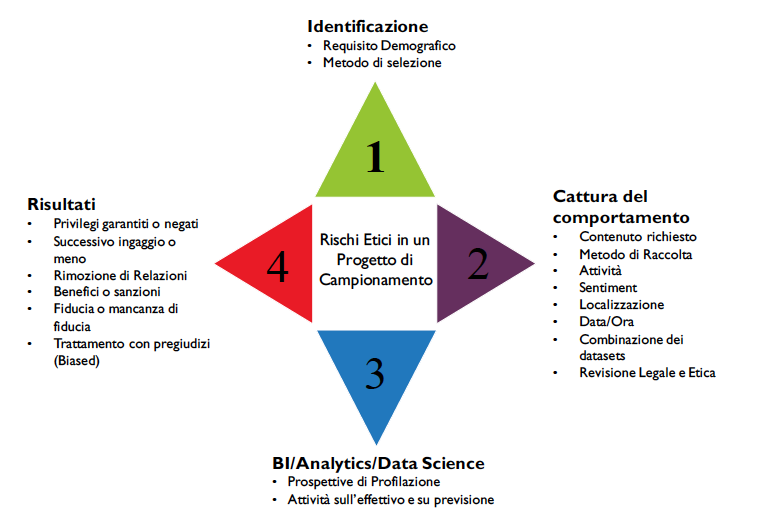 Identificazione
• Requisito Demografico
• Metodo di selezione
1
Risultati
• Privilegi garantiti o negati
• Successivo ingaggio o
meno
• Rimozione di Relazioni
• Benefici o sanzioni
• Fiducia o mancanza di
fiducia
• Trattamento con pregiudizi
(Biased)
4
Rischi Etici in un
Progetto di
Campionamento
2
Cattura del
comportamento
• Contenuto richiesto
• Metodo di Raccolta
• Attività
• Sentiment
• Localizzazione
• Data/Ora
• Combinazione dei
datasets
• Revisione Legale e Etica
3
BI/Analytics/Data Science
• Prospettive di Profilazione
• Attività sull'effettivo e su previsione